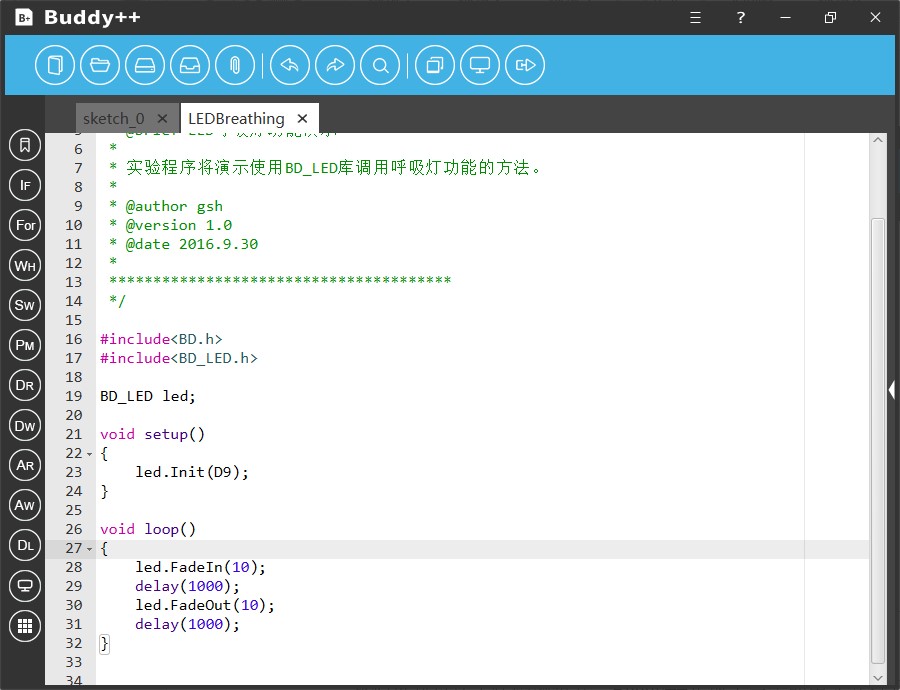 B+ Buddy++ ?
sketch_0 × LEDBreathing ×
6 *
7 * 实验程序将演示使用BD_LED库调用呼吸灯功能的方法。
8 *
9 * @author gsh
10 * @version 1.0
11 * @date 2016.9.30
12 *
13 ***************************************
14 */
15
16 #include<BD.h>
17 #include<BD_LED.h>
18
19 BD_LED led;
20
21 void setup()
22 {
23 led.Init(D9);
24 }
25
26 void loop()
27 {
28 led.FadeIn(10);
29 delay(1000);
30 led.FadeOut(10);
31 delay(1000);
32 }
33
34
IF
For
WH
SW
PM
DR
DW
AR
AW
DL